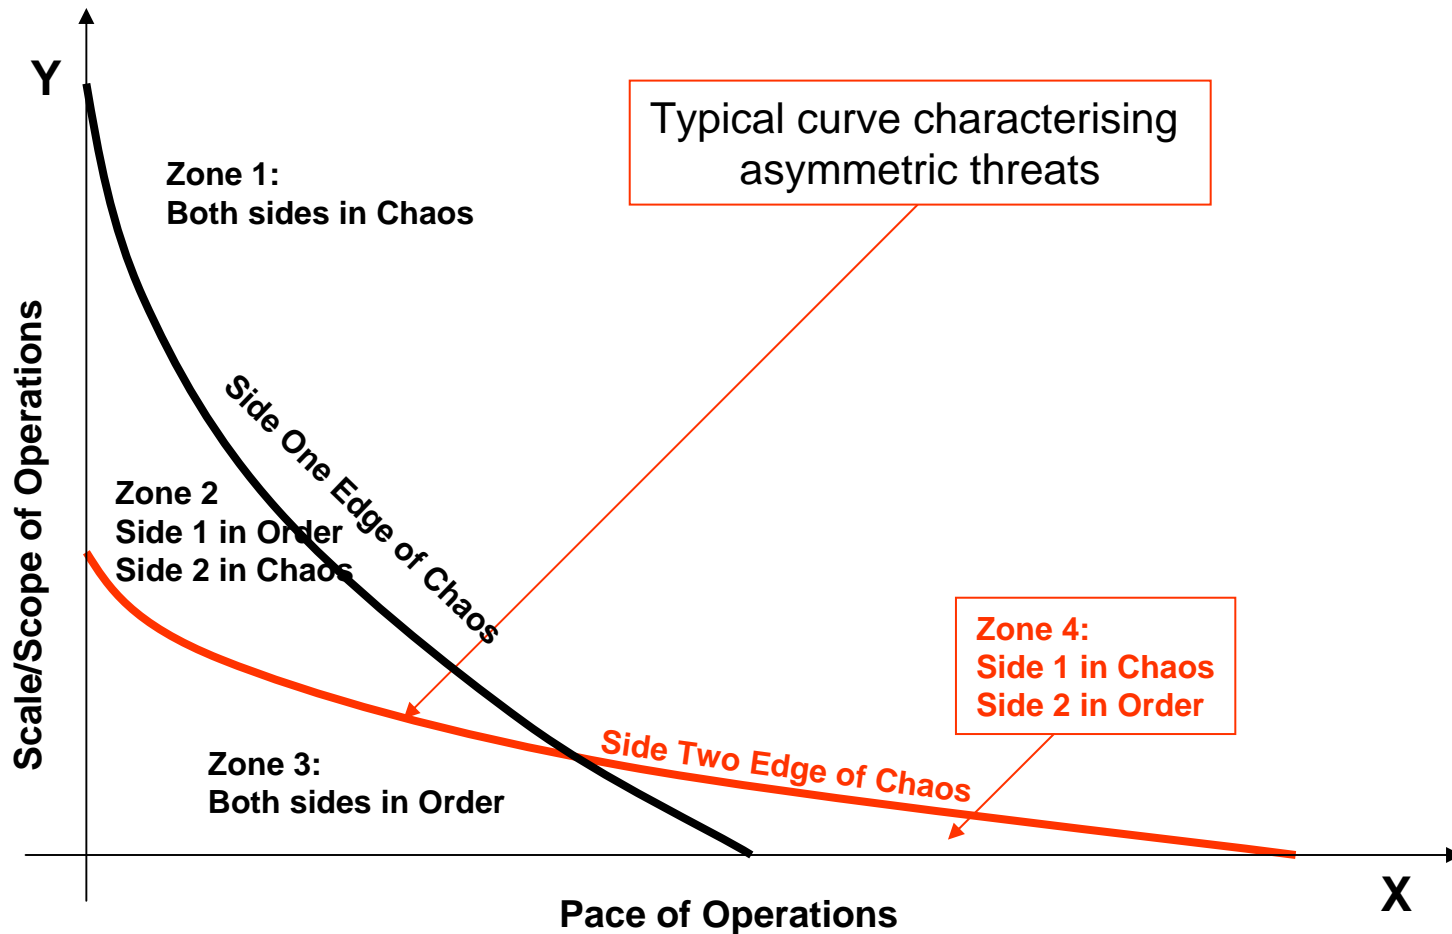 Y
Typical curve characterising
asymmetric threats
Zone 1:
Both sides in Chaos
Scale/Scope of Operations
Side One Edge of Chaos
Zone 2
Side 1 in Order
Side 2 in Chaos
Zone 4:
Side 1 in Chaos
Side 2 in Order
Side Two Edge of Chaos
Zone 3:
Both sides in Order
X
Pace of Operations